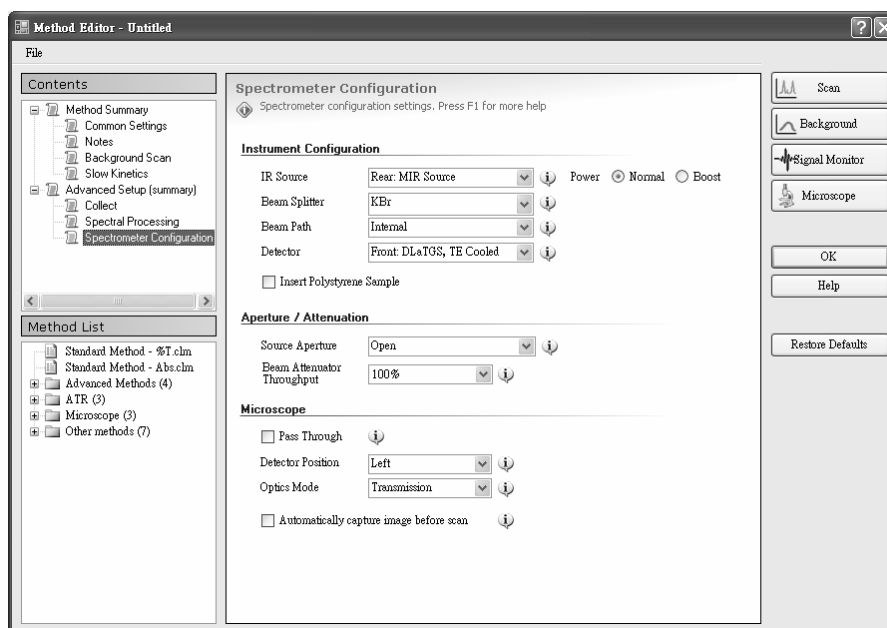 Method Editor - Untitled
File
Contents
Method Summary
Common Settings
Notes
Background Scan
Slow Kinetics
Advanced Setup (summary)
Collect
Spectral Processing
Spectrometer Configuration
Method List
Standard Method - %T.clm
Standard Method - Abs.clm
Advanced Methods (4)
ATR (3)
Microscope (3)
Other methods (7)
Spectrometer Configuration
Spectrometer configuration settings. Press F1 for more help
Instrument Configuration
IR Source Rear: MIR Source Power Normal Boost
Beam Splitter KBr
Beam Path Internal
Detector Front: DLaTGS, TE Cooled
Insert Polystyrene Sample
Aperture / Attenuation
Source Aperture Open
Beam Attenuator
Throughput 100%
Microscope
Pass Through
Detector Position Left
Optics Mode Transmission
Automatically capture image before scan
Scan
Background
Signal Monitor
Microscope
OK
Help
Restore Defaults